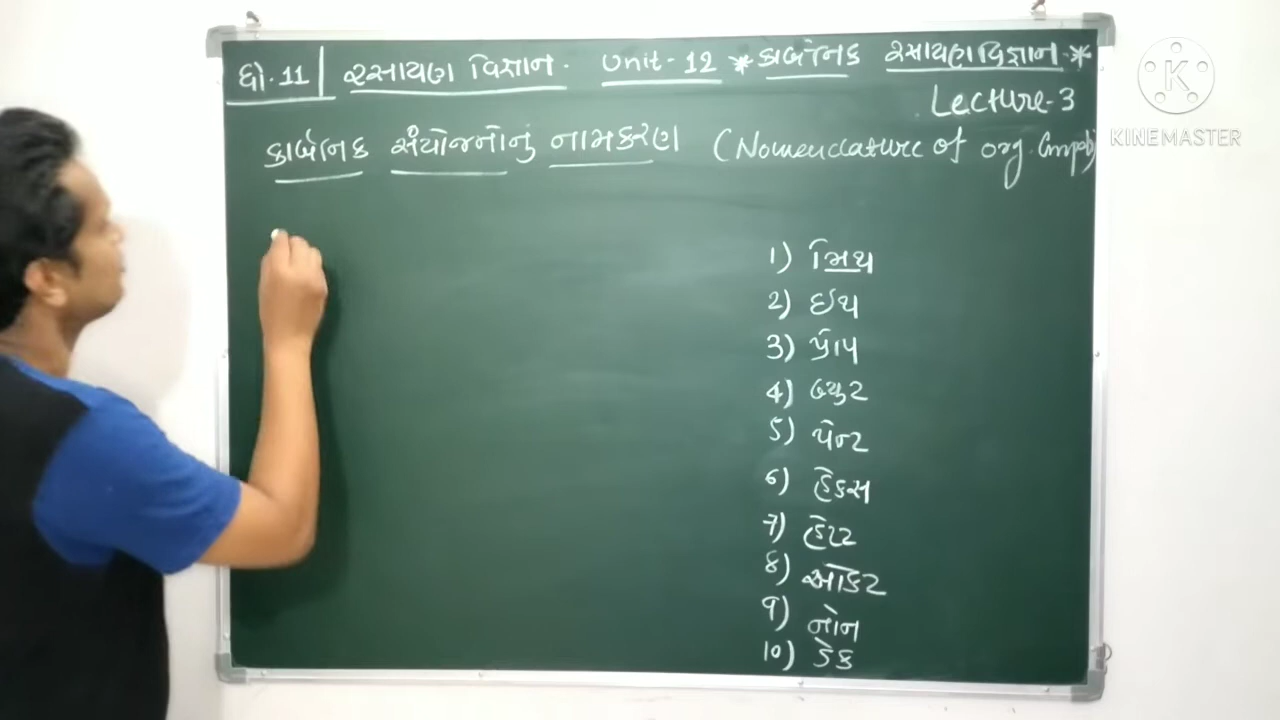 ધો. 11 | રસાયણ વિજ્ઞાન. Unit - 12 * કાર્બનિક રસાયણવિજ્ઞાન. *
Lecture-3
કાર્બનિક સંયોજનોનું નામકરણ (Nomenclature of org. Compd)
K
KINEMASTER
1) મિથ
2) ઈથ
3) પ્રોપ
4) બ્યુટ
5) પેન્ટ
6) હેક્સ
7) હેપ્ટ
8) ઓક્ટ
9) નોન
10) ડેક